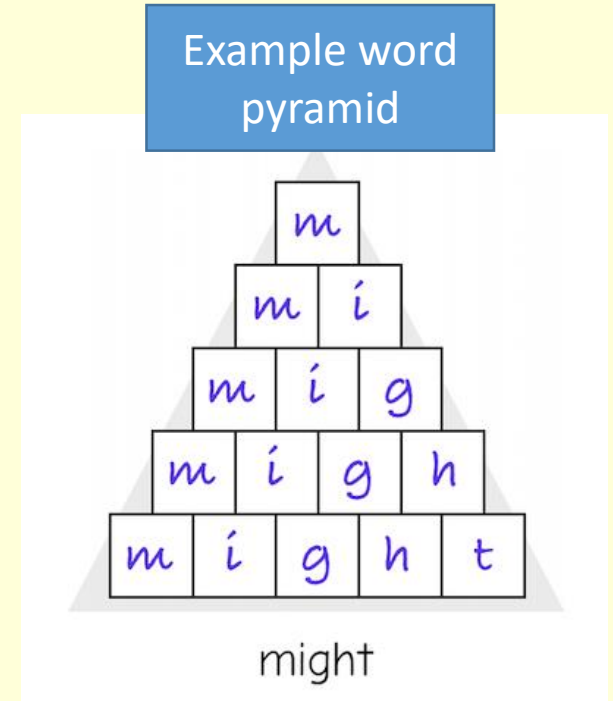 Example word
pyramid
m
m i
m i g
m i g h
m i g h t
might